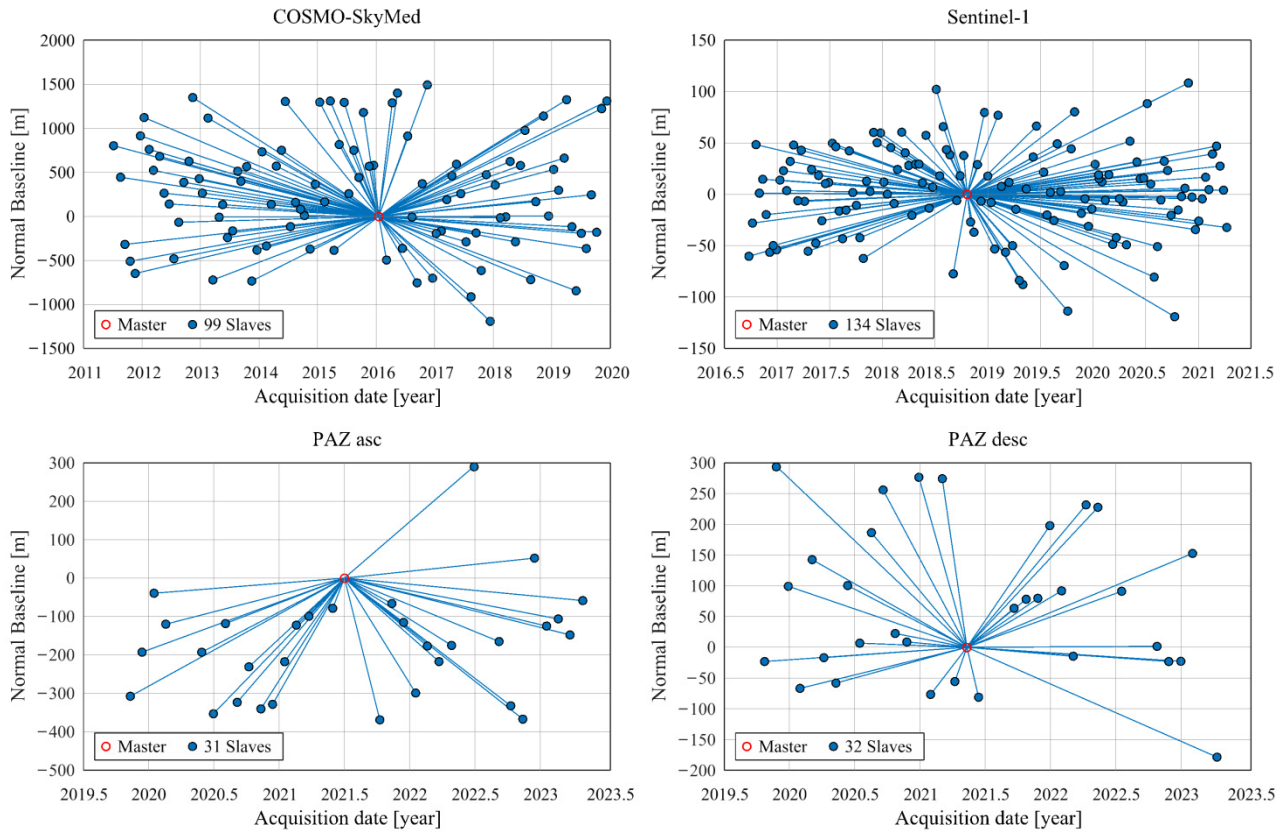 COSMO-SkyMed
Normal Baseline [m]
2000
1500
1000
500
0
−500
−1000
−1500
Master 99 Slaves
2011 2012 2013 2014 2015 2016 2017 2018 2019 2020
Acquisition date [year]
Sentinel-1
Normal Baseline [m]
150
100
50
0
−50
−100
−150
Master 134 Slaves
2016.5 2017 2017.5 2018 2018.5 2019 2019.5 2020 2020.5 2021 2021.5
Acquisition date [year]
PAZ asc
Normal Baseline [m]
300
200
100
0
−100
−200
−300
−400
−500
Master 31 Slaves
2019.5 2020 2020.5 2021 2021.5 2022 2022.5 2023 2023.5
Acquisition date [year]
PAZ desc
Normal Baseline [m]
300
250
200
150
100
50
0
−50
−100
−150
−200
Master 32 Slaves
2019.5 2020 2020.5 2021 2021.5 2022 2022.5 2023 2023.5
Acquisition date [year]